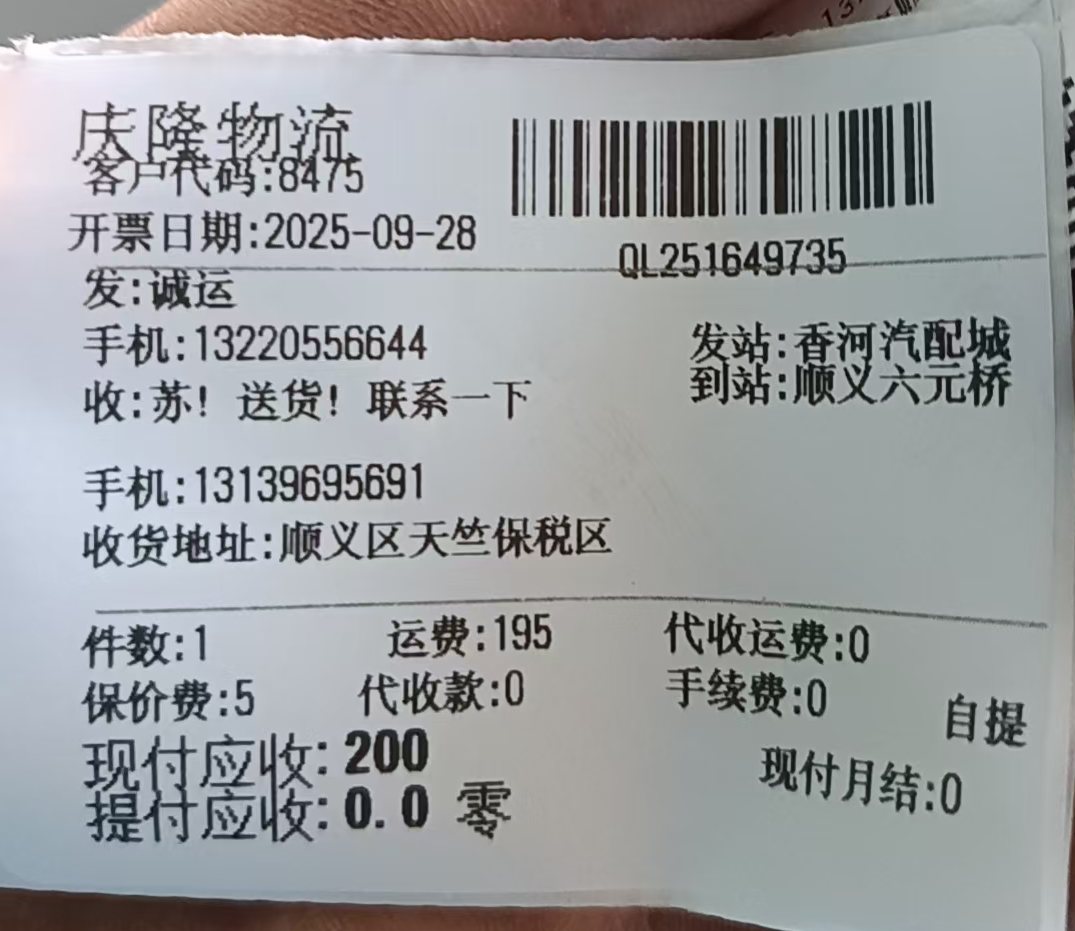 庆隆物流
客户代码:8475
开票日期:2025-09-28
QL251649735
发:诚运
手机:13220556644
发站:香河汽配城
收:苏! 送货! 联系一下
到站:顺义六元桥
手机:13139695691
收货地址:顺义区天竺保税区
件数:1 运费:195 代收运费:0
保价费:5 代收款:0 手续费:0 自提
现付应收:200 现付月结:0
提付应收:0.0 零